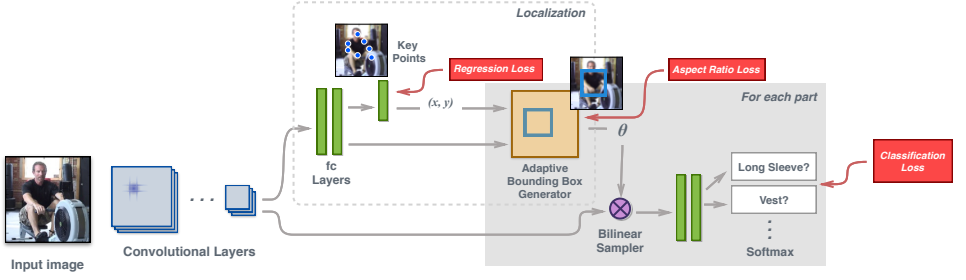 Localization
Key
Points
Regression Loss
Aspect Ratio Loss
For each part
(x, y)
θ
fc
Layers
Adaptive
Bounding Box
Generator
Classification
Loss
Long Sleeve?
Vest?
. . .
Convolutional Layers
Bilinear
Sampler
Softmax
Input image